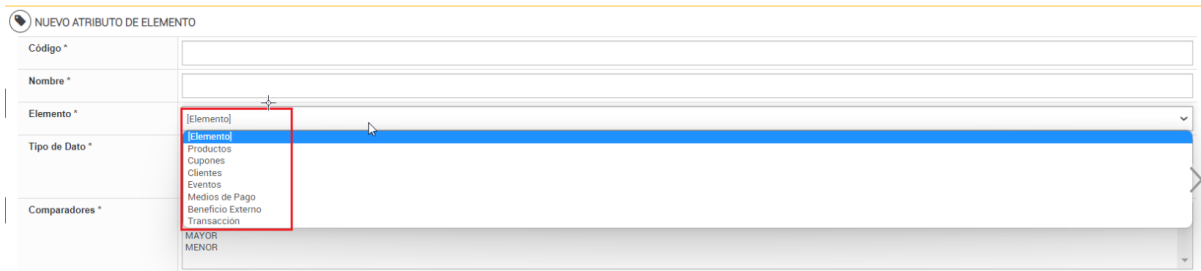 NUEVO ATRIBUTO DE ELEMENTO
Código *
Nombre *
Elemento *
[Elemento]
[Elemento]
Productos
Cupones
Clientes
Eventos
Medios de Pago
Beneficio Externo
Transacción
Tipo de Dato *
Comparadores *
MAYOR
MENOR